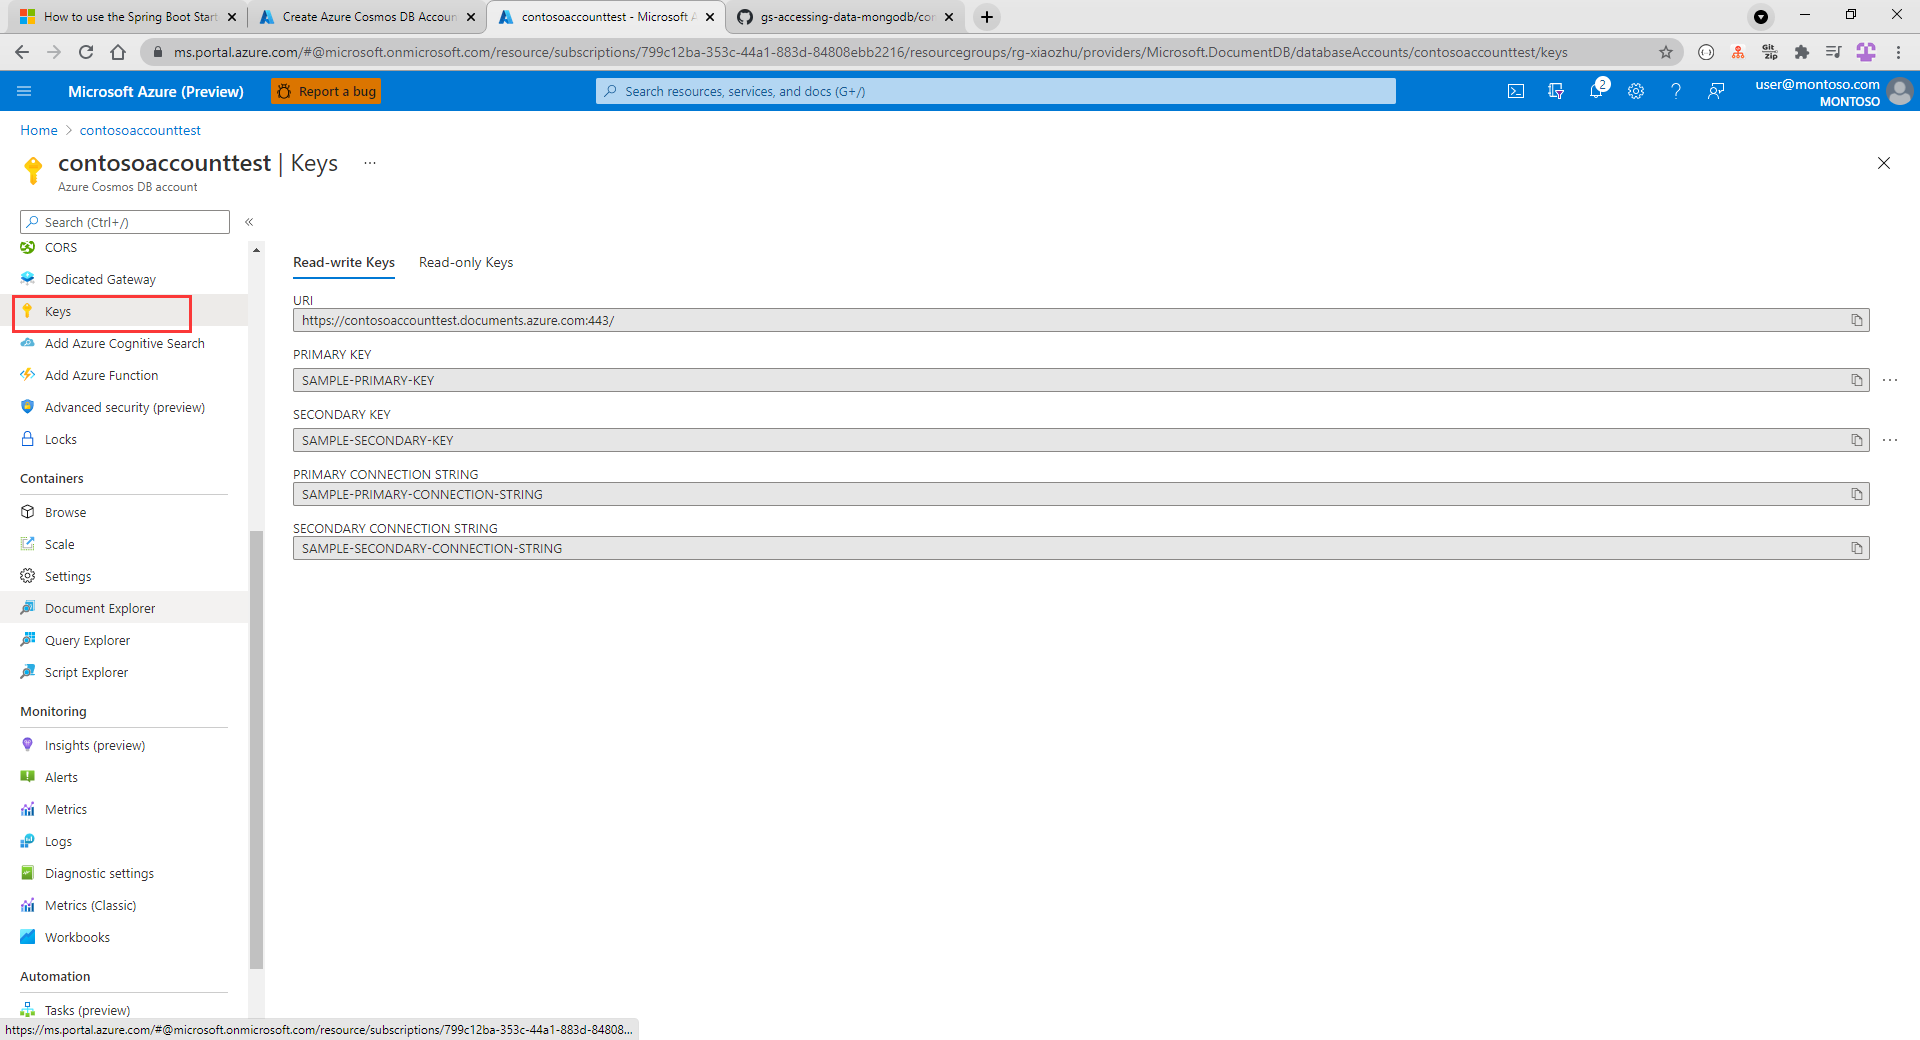 How to use the Spring Boot Start
Create Azure Cosmos DB Accoun
contosoaccounttest - Microsoft A
gs-accessing-data-mongodb/cor
ms.portal.azure.com/#@microsoft.onmicrosoft.com/resource/subscriptions/799c12ba-353c-44a1-883d-84808ebb2216/resourcegroups/rg-xiaozhu/providers/Microsoft.DocumentDB/databaseAccounts/contosoaccounttest/keys
Git
Zip
Microsoft Azure (Preview)
Report a bug
Search resources, services, and docs (G+/)
2
user@montoso.com
MONTOSO
Home > contosoaccounttest
contosoaccounttest | Keys ...
Azure Cosmos DB account
Search (Ctrl+/)
«
CORS
Dedicated Gateway
Keys
Add Azure Cognitive Search
Add Azure Function
Advanced security (preview)
Locks
Containers
Browse
Scale
Settings
Document Explorer
Query Explorer
Script Explorer
Monitoring
Insights (preview)
Alerts
Metrics
Logs
Diagnostic settings
Metrics (Classic)
Workbooks
Automation
Tasks (preview)
Read-write Keys
Read-only Keys
URI
https://contosoaccounttest.documents.azure.com:443/
PRIMARY KEY
SAMPLE-PRIMARY-KEY
SECONDARY KEY
SAMPLE-SECONDARY-KEY
PRIMARY CONNECTION STRING
SAMPLE-PRIMARY-CONNECTION-STRING
SECONDARY CONNECTION STRING
SAMPLE-SECONDARY-CONNECTION-STRING
https://ms.portal.azure.com/#@microsoft.onmicrosoft.com/resource/subscriptions/799c12ba-353c-44a1-883d-84808...